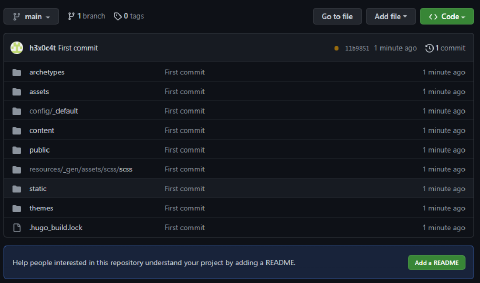 main 1 branch 0 tags Go to file Add file Code
h3x0c4t First commit 1 minute ago 1 commit
archetypes First commit 1 minute ago
assets First commit 1 minute ago
config/_default First commit 1 minute ago
content First commit 1 minute ago
public First commit 1 minute ago
resources/_gen/assets/scss/scss First commit 1 minute ago
static First commit 1 minute ago
themes First commit 1 minute ago
.hugo_build.lock First commit 1 minute ago
Help people interested in this repository understand your project by adding a README. Add a README